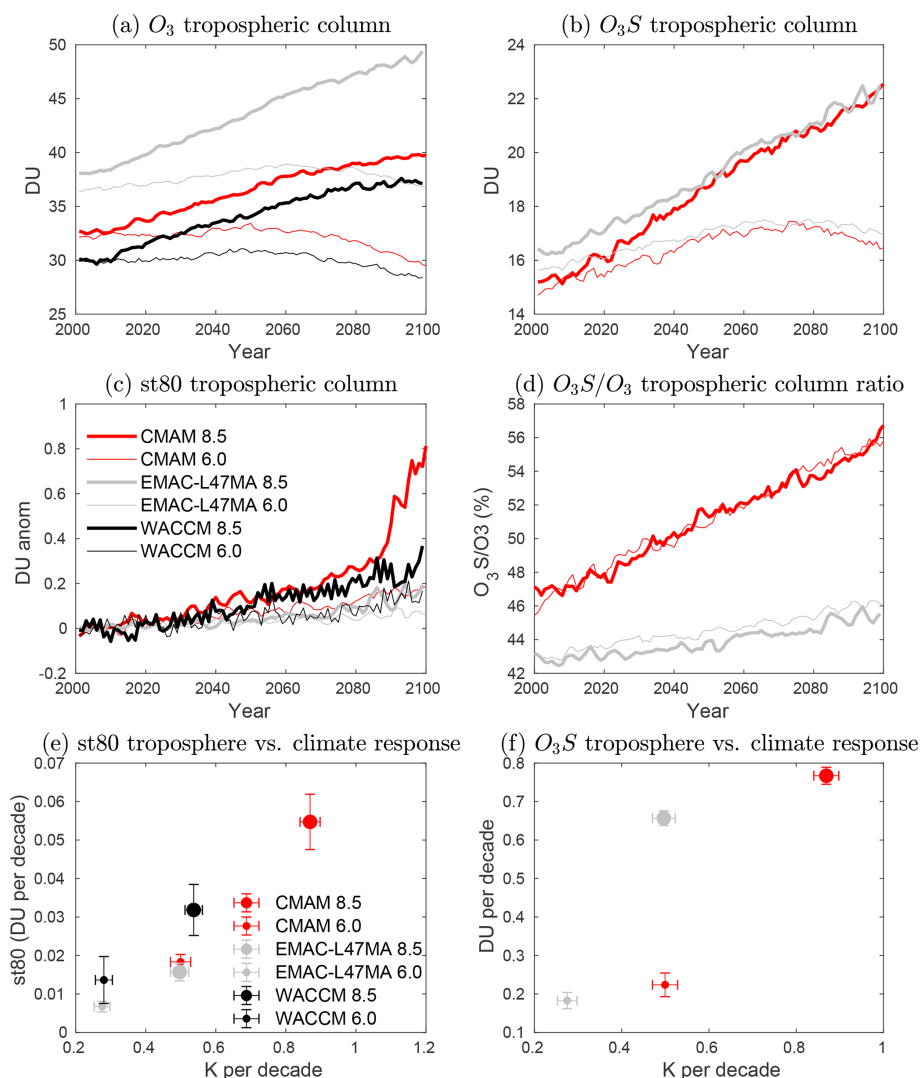 (a) O3 tropospheric column
50
45
40
35
30
25
DU
2000 2020 2040 2060 2080 2100
Year
(b) O3S tropospheric column
24
22
20
18
16
14
DU
2000 2020 2040 2060 2080 2100
Year
(c) st80 tropospheric column
1
0.8
0.6
0.4
0.2
0
-0.2
DU anom
CMAM 8.5
CMAM 6.0
EMAC-L47MA 8.5
EMAC-L47MA 6.0
WACCM 8.5
WACCM 6.0
2000 2020 2040 2060 2080 2100
Year
(d) O3S/O3 tropospheric column ratio
58
56
54
52
50
48
46
44
42
O3 S/O3 (%)
2000 2020 2040 2060 2080 2100
Year
(e) st80 troposphere vs. climate response
0.07
0.06
0.05
0.04
0.03
0.02
0.01
0
st80 (DU per decade)
CMAM 8.5
CMAM 6.0
EMAC-L47MA 8.5
EMAC-L47MA 6.0
WACCM 8.5
WACCM 6.0
0.2 0.4 0.6 0.8 1 1.2
K per decade
(f) O3S troposphere vs. climate response
0.8
0.7
0.6
0.5
0.4
0.3
0.2
0.1
DU per decade
0.2 0.4 0.6 0.8 1
K per decade